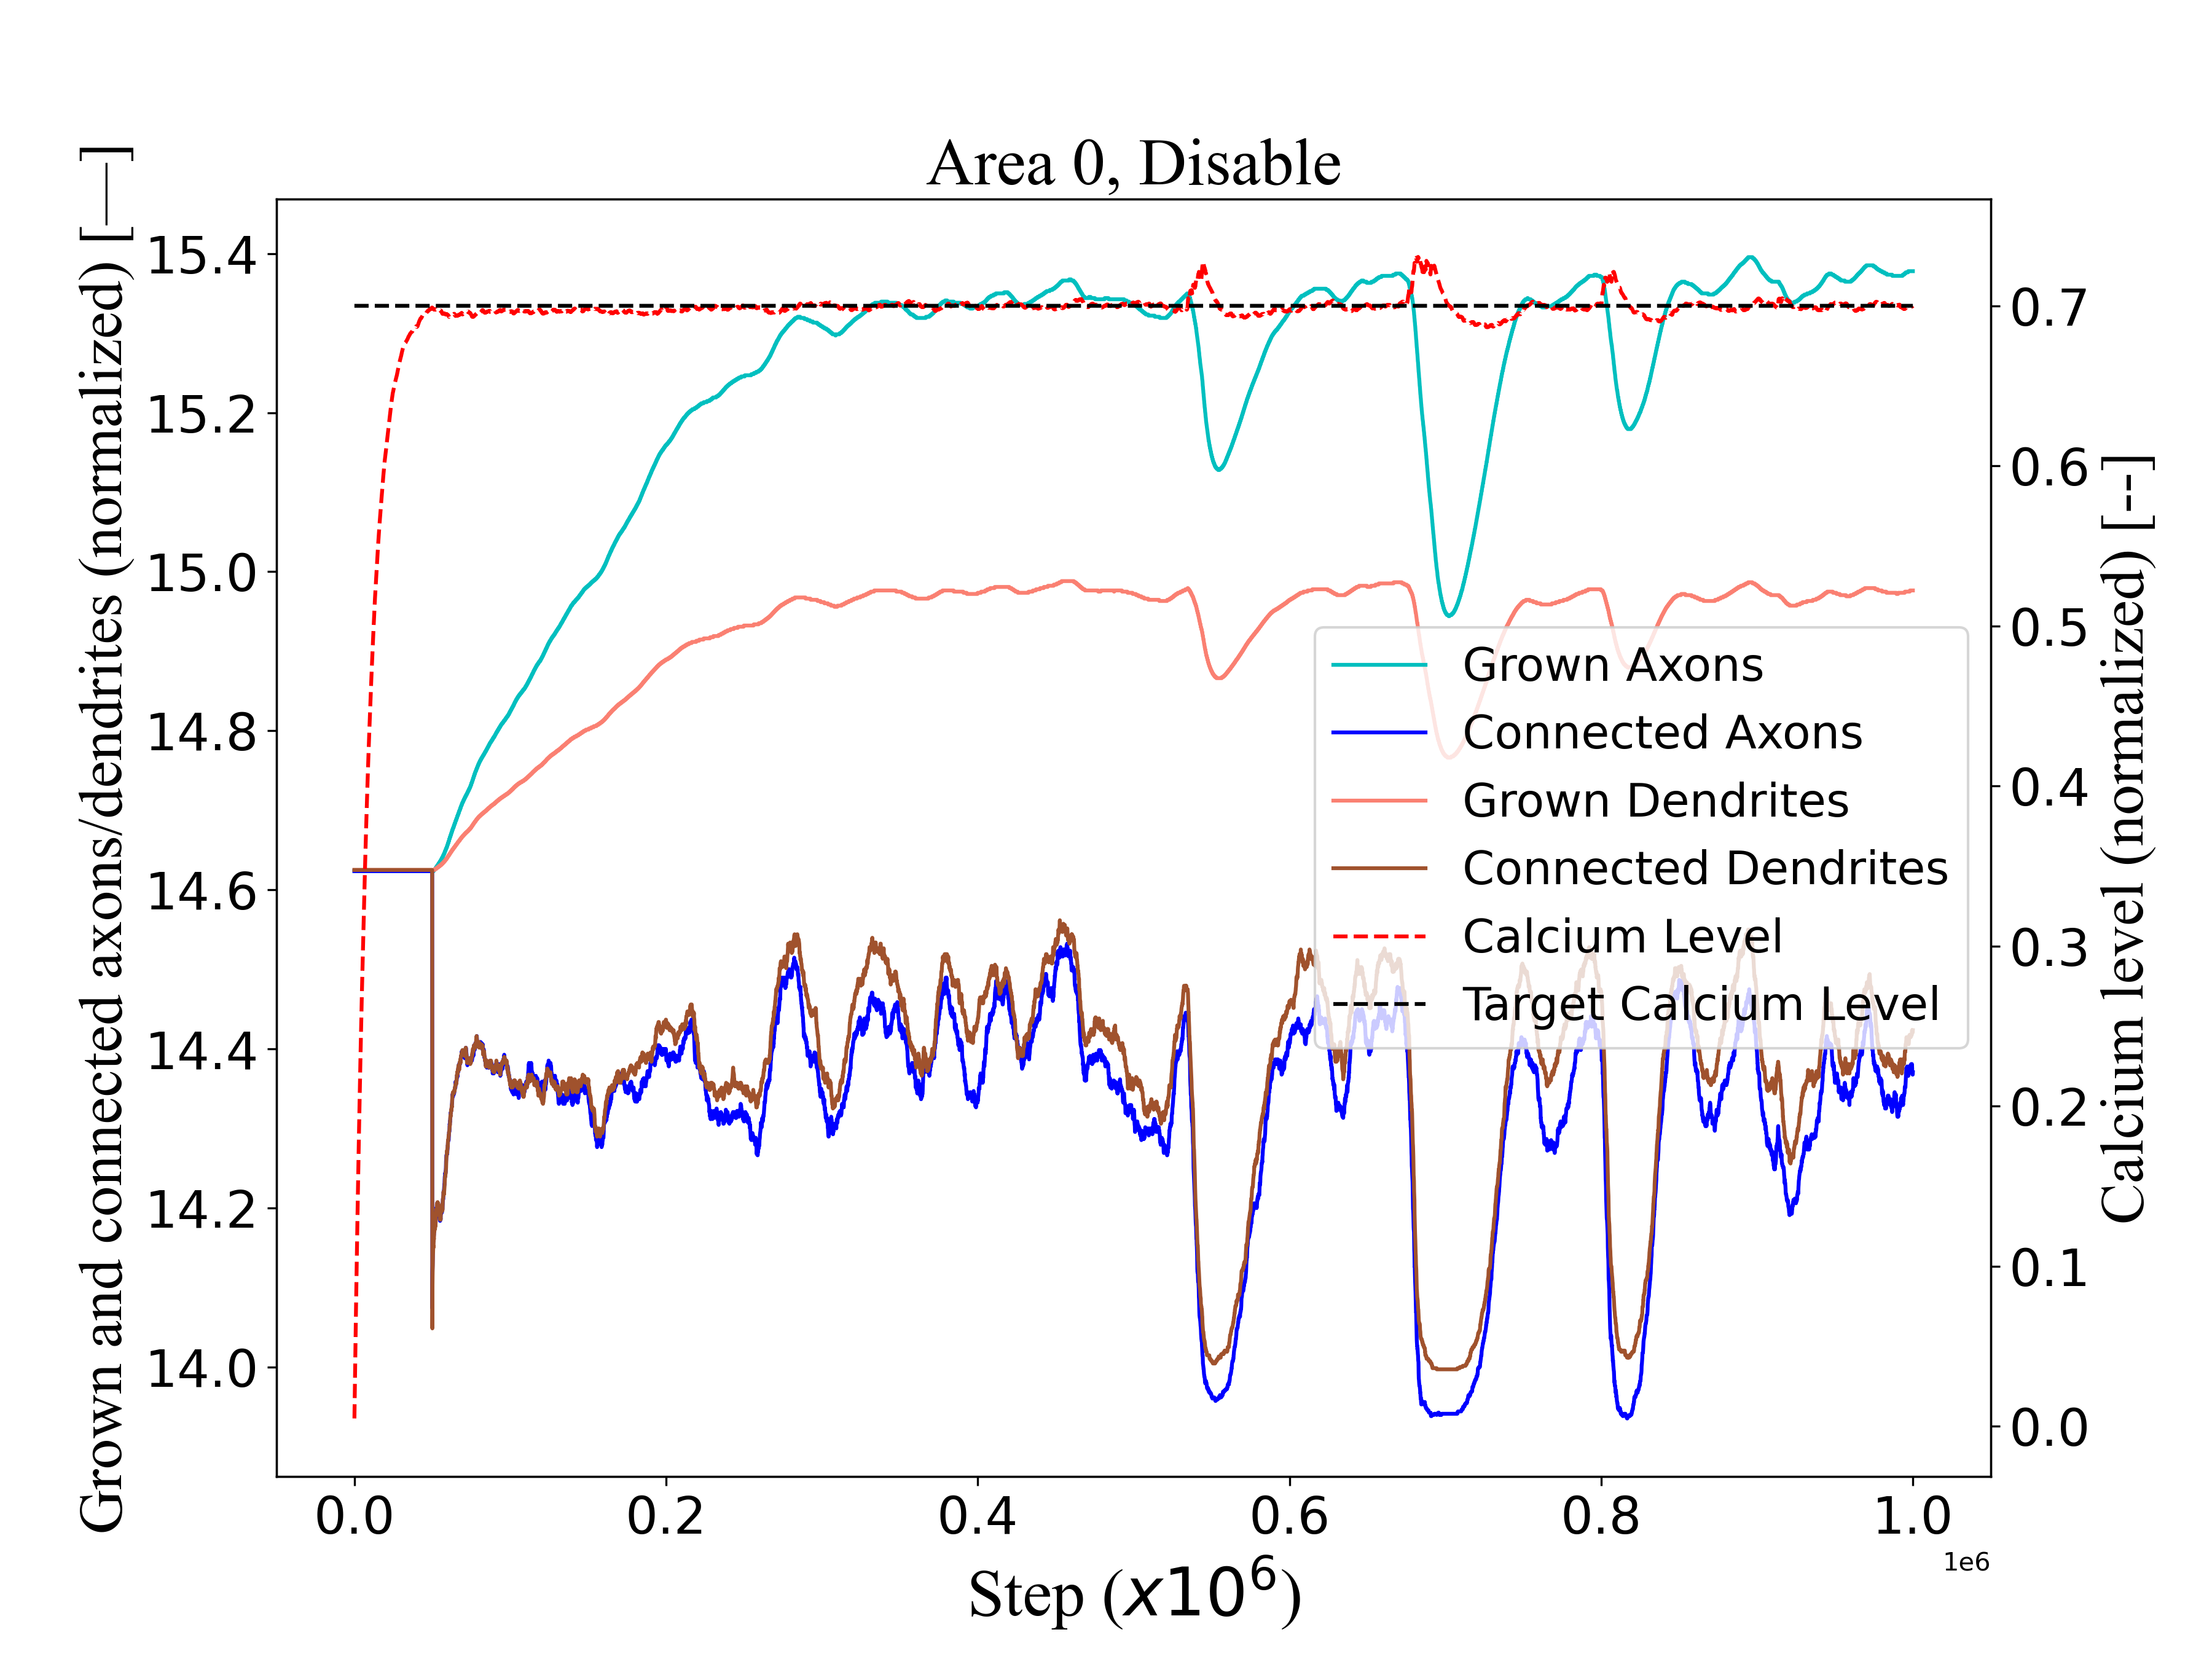 Area 0, Disable
Grown and connected axons/dendrites (normalized) [—]
15.4
15.2
15.0
14.8
14.6
14.4
14.2
14.0
Grown Axons
Connected Axons
Grown Dendrites
Connected Dendrites
Calcium Level
Target Calcium Level
0.7
0.6
0.5
0.4
0.3
0.2
0.1
0.0
Calcium level (normalized) [--]
0.0 0.2 0.4 0.6 0.8 1.0
1e6
Step (x10⁶)